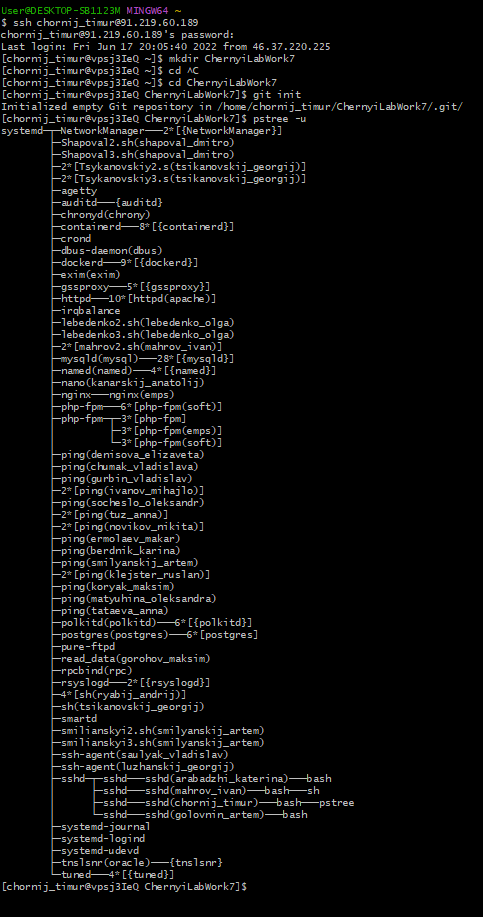 User@DESKTOP-SB1123M MINGW64 ~
$ ssh chornij_timur@91.219.60.189
chornij_timur@91.219.60.189's password:
Last login: Fri Jun 17 20:05:40 2022 from 46.37.220.225
[chornij_timur@vpsj3IeQ ~]$ mkdir ChernyiLabWork7
[chornij_timur@vpsj3IeQ ~]$ cd ^C
[chornij_timur@vpsj3IeQ ~]$ cd ChernyiLabWork7
[chornij_timur@vpsj3IeQ ChernyiLabWork7]$ git init
Initialized empty Git repository in /home/chornij_timur/ChernyiLabWork7/.git/
[chornij_timur@vpsj3IeQ ChernyiLabWork7]$ pstree -u
systemd─┬─NetworkManager───2*[{NetworkManager}]
        ├─Shapoval2.sh(shapoval_dmitro)
        ├─Shapoval3.sh(shapoval_dmitro)
        ├─2*[Tsykanovskiy2.s(tsikanovskij_georgij)]
        ├─2*[Tsykanovskiy3.s(tsikanovskij_georgij)]
        ├─agetty
        ├─auditd───{auditd}
        ├─chronyd(chrony)
        ├─containerd───8*[{containerd}]
        ├─crond
        ├─dbus-daemon(dbus)
        ├─dockerd───9*[{dockerd}]
        ├─exim(exim)
        ├─gssproxy───5*[{gssproxy}]
        ├─httpd───10*[httpd(apache)]
        ├─irqbalance
        ├─lebedenko2.sh(lebedenko_olga)
        ├─lebedenko3.sh(lebedenko_olga)
        ├─2*[mahrov2.sh(mahrov_ivan)]
        ├─mysqld(mysql)───28*[{mysqld}]
        ├─named(named)───4*[{named}]
        ├─nano(kanarskij_anatolij)
        ├─nginx───nginx(emps)
        ├─php-fpm───6*[php-fpm(soft)]
        ├─php-fpm─┬─3*[php-fpm]
        │         ├─3*[php-fpm(emps)]
        │         └─3*[php-fpm(soft)]
        ├─ping(denisova_elizaveta)
        ├─ping(chumak_vladislava)
        ├─ping(gurbin_vladislav)
        ├─2*[ping(ivanov_mihajlo)]
        ├─ping(socheslo_oleksandr)
        ├─2*[ping(tuz_anna)]
        ├─2*[ping(novikov_nikita)]
        ├─ping(ermolaev_makar)
        ├─ping(berdnik_karina)
        ├─ping(smilyanskij_artem)
        ├─2*[ping(klejster_ruslan)]
        ├─ping(koryak_maksim)
        ├─ping(matyuhina_oleksandra)
        ├─ping(tataeva_anna)
        ├─polkitd(polkitd)───6*[{polkitd}]
        ├─postgres(postgres)───6*[postgres]
        ├─pure-ftpd
        ├─read_data(gorohov_maksim)
        ├─rpcbind(rpc)
        ├─rsyslogd───2*[{rsyslogd}]
        ├─4*[sh(ryabij_andrij)]
        ├─sh(tsikanovskij_georgij)
        ├─smartd
        ├─smilianskyi2.sh(smilyanskij_artem)
        ├─smilianskyi3.sh(smilyanskij_artem)
        ├─ssh-agent(saulyak_vladislav)
        ├─ssh-agent(luzhanskij_georgij)
        ├─sshd─┬─sshd───sshd(arabadzhi_katerina)───bash
        │      ├─sshd───sshd(mahrov_ivan)───bash───sh
        │      ├─sshd───sshd(chornij_timur)───bash───pstree
        │      └─sshd───sshd(golovnin_artem)───bash
        ├─systemd-journal
        ├─systemd-logind
        ├─systemd-udevd
        ├─tnslsnr(oracle)───{tnslsnr}
        └─tuned───4*[{tuned}]
[chornij_timur@vpsj3IeQ ChernyiLabWork7]$